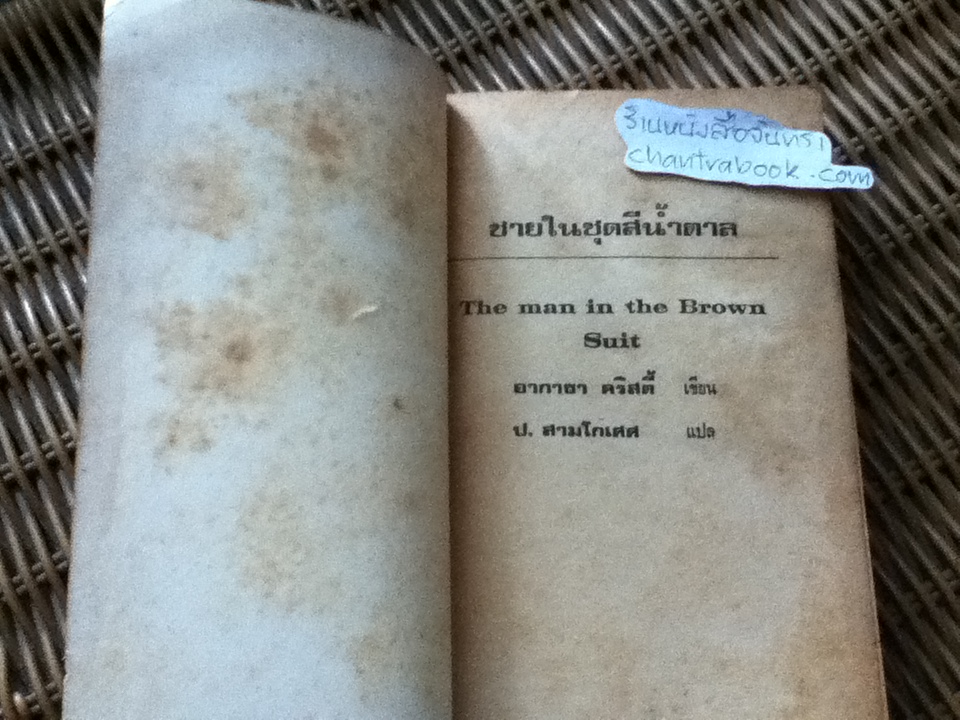 ร้านหนังสือจันทรา
chantrabook.com
ชายในชุดสีน้ำตาล
The man in the Brown
Suit
อากาธา คริสตี้ เขียน
ป. สามโกเศศ แปล